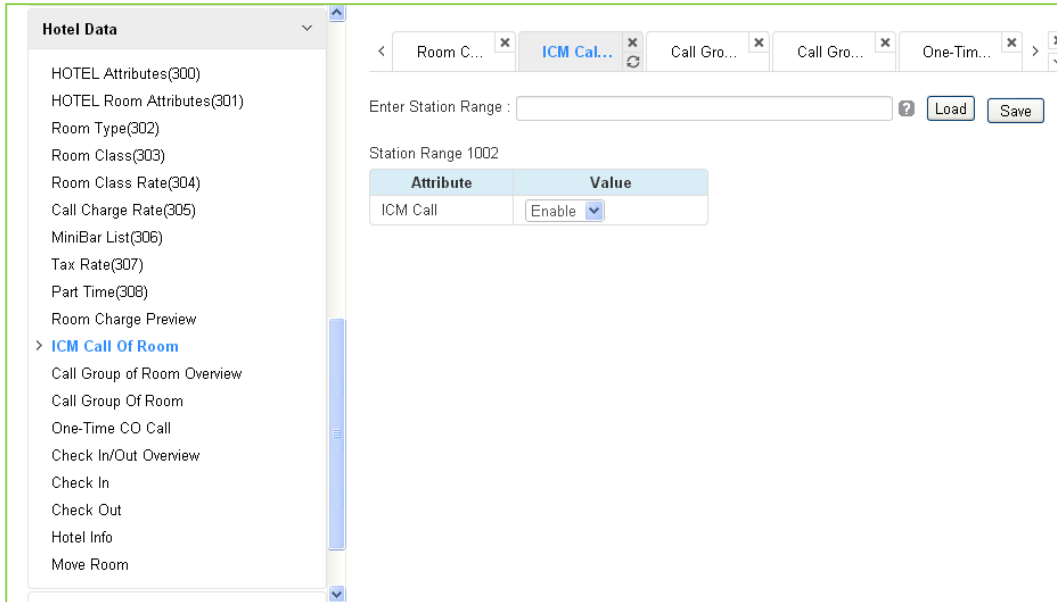 Hotel Data
HOTEL Attributes(300)
HOTEL Room Attributes(301)
Room Type(302)
Room Class(303)
Room Class Rate(304)
Call Charge Rate(305)
MiniBar List(306)
Tax Rate(307)
Part Time(308)
Room Charge Preview
ICM Call Of Room
Call Group of Room Overview
Call Group Of Room
One-Time CO Call
Check In/Out Overview
Check In
Check Out
Hotel Info
Move Room
Room C... ICM Cal... Call Gro... Call Gro... One-Tim...
Enter Station Range : ? Load Save
Station Range 1002
Attribute Value
ICM Call Enable